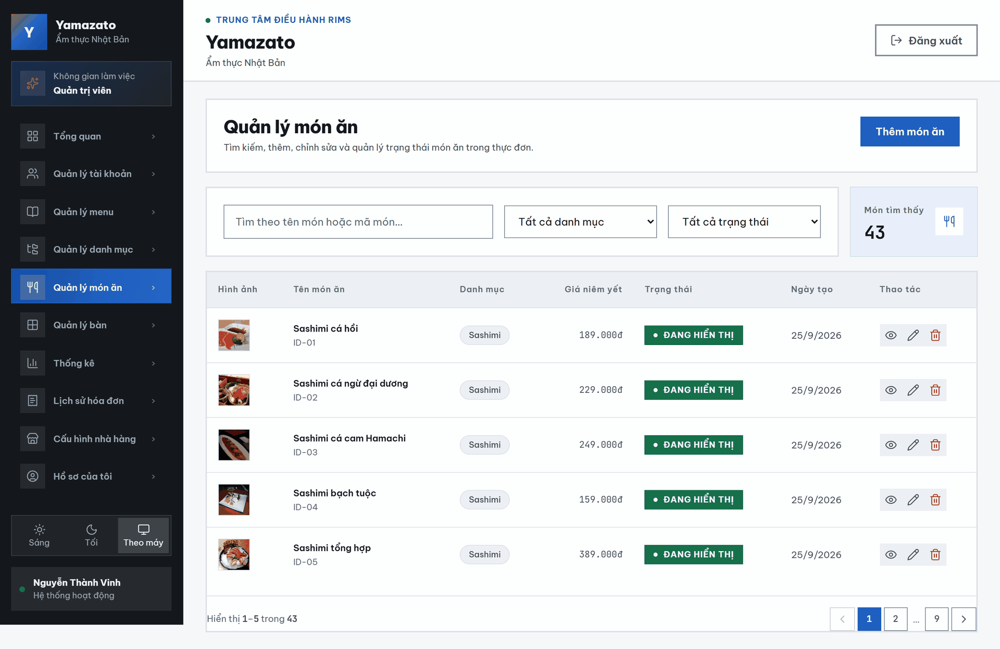 Y
Yamazato
Ẩm thực Nhật Bản
Không gian làm việc
Quản trị viên
Tổng quan
Quản lý tài khoản
Quản lý menu
Quản lý danh mục
Quản lý món ăn
Quản lý bàn
Thống kê
Lịch sử hóa đơn
Cấu hình nhà hàng
Hồ sơ của tôi
Sáng
Tối
Theo máy
Nguyễn Thành Vinh
Hệ thống hoạt động
TRUNG TÂM ĐIỀU HÀNH RIMS
Yamazato
Ẩm thực Nhật Bản
Đăng xuất
Quản lý món ăn
Tìm kiếm, thêm, chỉnh sửa và quản lý trạng thái món ăn trong thực đơn.
Thêm món ăn
Tìm theo tên món hoặc mã món...
Tất cả danh mục
Tất cả trạng thái
Món tìm thấy
43
Hình ảnh Tên món ăn Danh mục Giá niêm yết Trạng thái Ngày tạo Thao tác
Sashimi cá hồi
ID-01
Sashimi 189.000đ ĐANG HIỂN THỊ 25/9/2026
Sashimi cá ngừ đại dương
ID-02
Sashimi 229.000đ ĐANG HIỂN THỊ 25/9/2026
Sashimi cá cam Hamachi
ID-03
Sashimi 249.000đ ĐANG HIỂN THỊ 25/9/2026
Sashimi bạch tuộc
ID-04
Sashimi 159.000đ ĐANG HIỂN THỊ 25/9/2026
Sashimi tổng hợp
ID-05
Sashimi 389.000đ ĐANG HIỂN THỊ 25/9/2026
Hiển thị 1–5 trong 43
1 2 ... 9